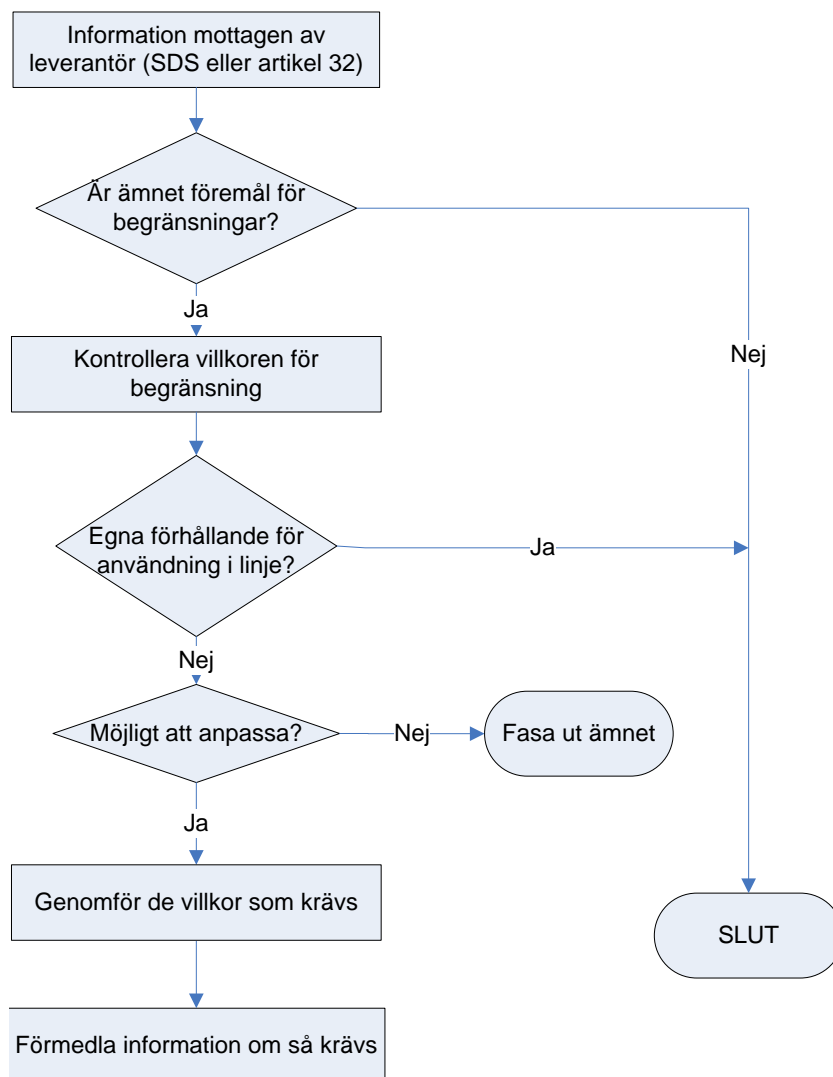 Information mottagen av
leverantör (SDS eller artikel 32)
Är ämnet föremål för
begränsningar?
Ja
Nej
Kontrollera villkoren för
begränsning
Egna förhållande för
användning i linje?
Ja
Nej
Möjligt att anpassa?
Nej
Fasa ut ämnet
Ja
Genomför de villkor som krävs
SLUT
Förmedla information om så krävs